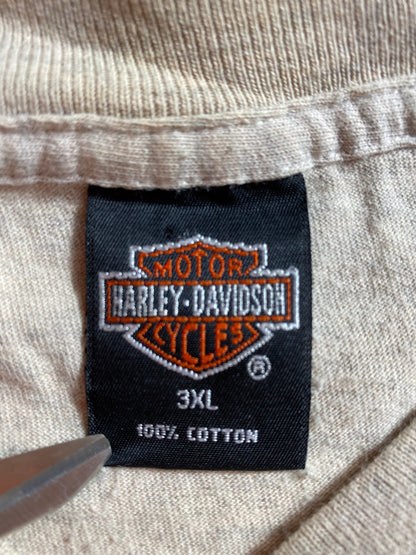 MOTOR
HARLEY-DAVIDSON
CYCLES
®
3XL
100% COTTON